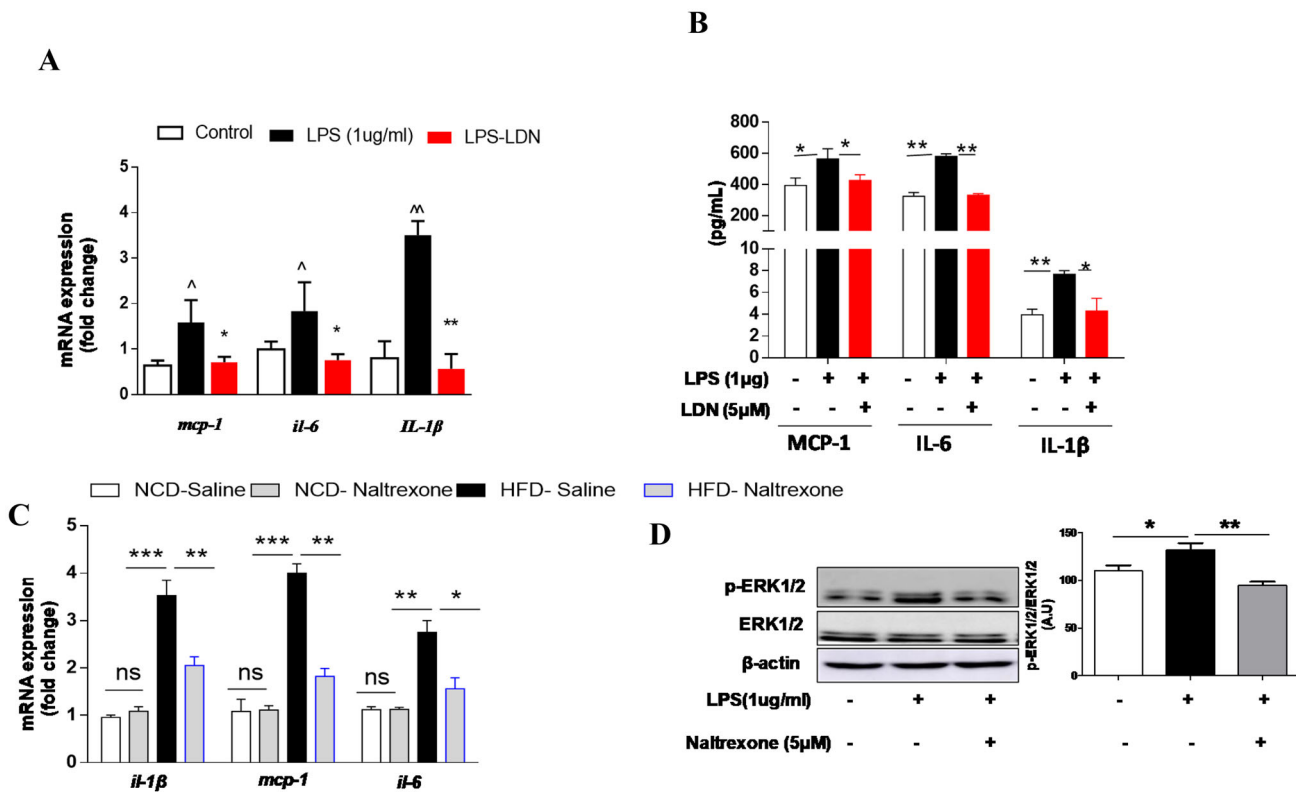 A
Control LPS (1ug/ml) LPS-LDN
mRNA expression
(fold change)
5
4
3
2
1
0
^ * ^ * ^^ **
mcp-1 il-6 IL-1β
B
(pg/mL)
800
600
400
200
10
8
6
4
2
0
* * ** ** ** *
LPS (1µg) - + + - + + - + +
LDN (5µM) - - + - - + - - +
MCP-1 IL-6 IL-1β
NCD-Saline NCD- Naltrexone HFD- Saline HFD- Naltrexone
C
mRNA expression
(fold change)
5
4
3
2
1
0
*** ** *** ** ** *
ns ns ns
il-1β mcp-1 il-6
D
p-ERK1/2
ERK1/2
β-actin
LPS(1ug/ml) - + +
Naltrexone (5µM) - - +
p-ERK1/2/ERK1/2
(A.U)
150
100
50
0
* **
- + +
- - +